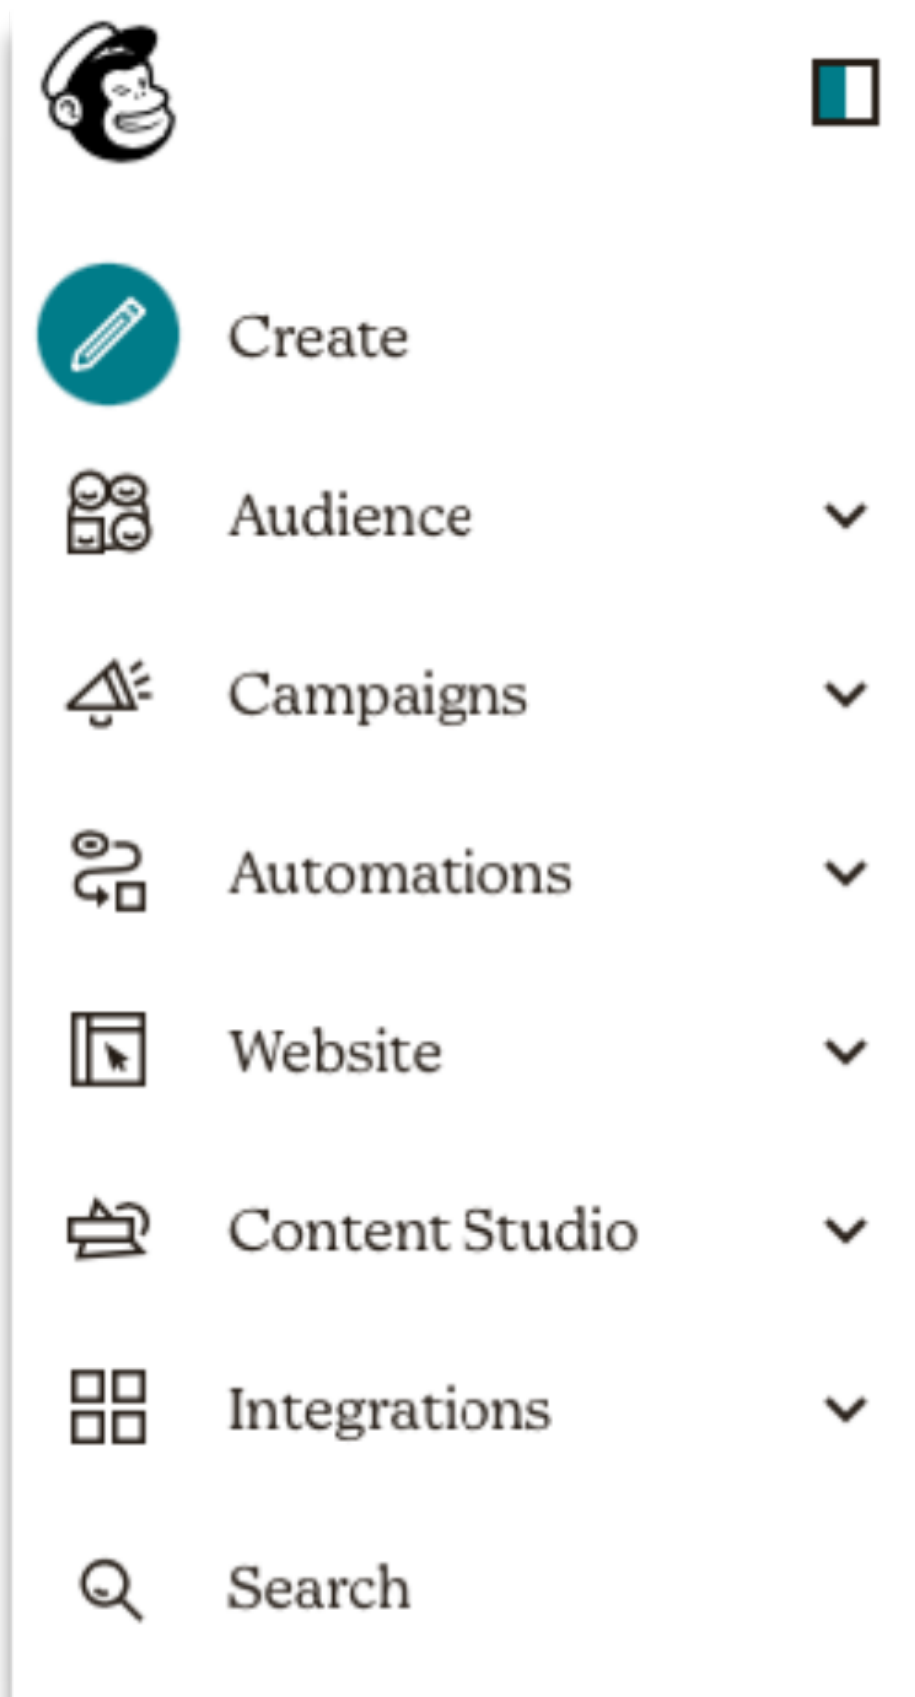 Create
Audience
Campaigns
Automations
Website
Content Studio
Integrations
Search